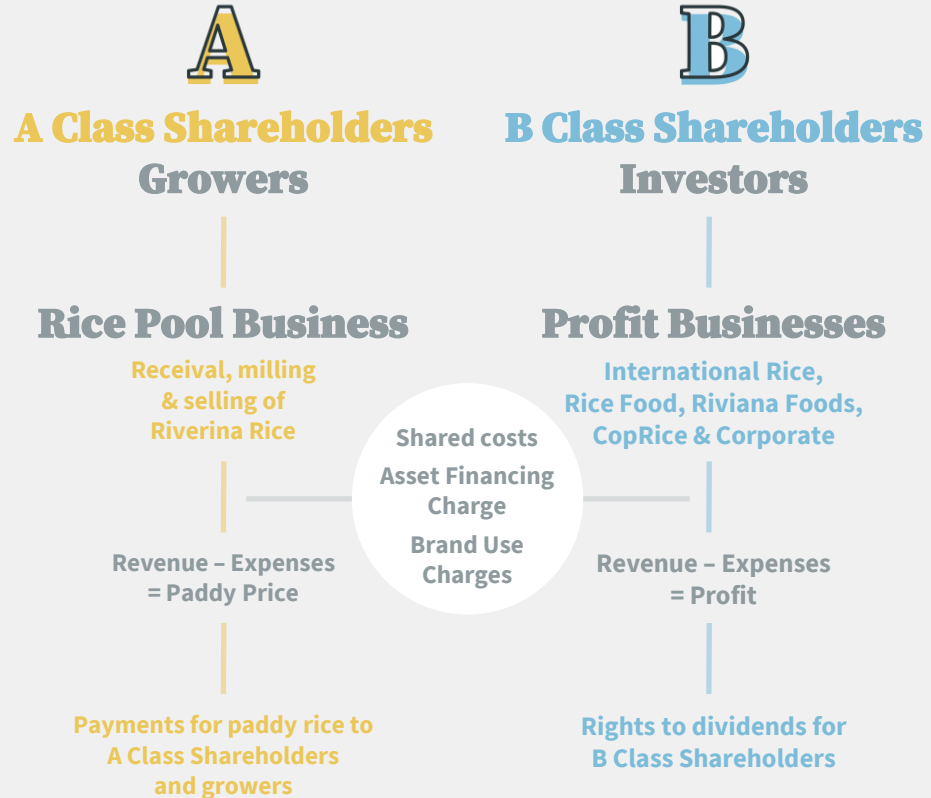 A
A Class Shareholders
Growers
Rice Pool Business
Receival, milling
& selling of
Riverina Rice
Revenue – Expenses
= Paddy Price
Payments for paddy rice to
A Class Shareholders
and growers
Shared costs
Asset Financing
Charge
Brand Use
Charges
B
B Class Shareholders
Investors
Profit Businesses
International Rice,
Rice Food, Riviana Foods,
CopRice & Corporate
Revenue – Expenses
= Profit
Rights to dividends for
B Class Shareholders